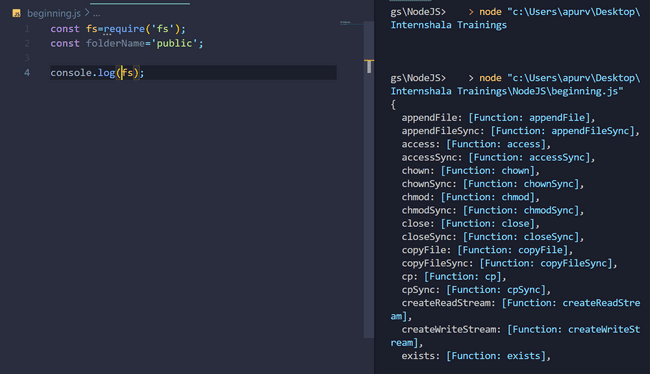 beginning.js > ...
1 const fs=require('fs');
2 const folderName='public';
3
4 console.log(fs);
gs\NodeJS> > node "c:\Users\apurv\Desktop\
Internshala Trainings
gs\NodeJS> > node "c:\Users\apurv\Desktop\
Internshala Trainings\NodeJS\beginning.js"
{
appendFile: [Function: appendFile],
appendFileSync: [Function: appendFileSync],
access: [Function: access],
accessSync: [Function: accessSync],
chown: [Function: chown],
chownSync: [Function: chownSync],
chmod: [Function: chmod],
chmodSync: [Function: chmodSync],
close: [Function: close],
closeSync: [Function: closeSync],
copyFile: [Function: copyFile],
copyFileSync: [Function: copyFileSync],
cp: [Function: cp],
cpSync: [Function: cpSync],
createReadStream: [Function: createReadStre
am],
createWriteStream: [Function: createWriteSt
ream],
exists: [Function: exists],